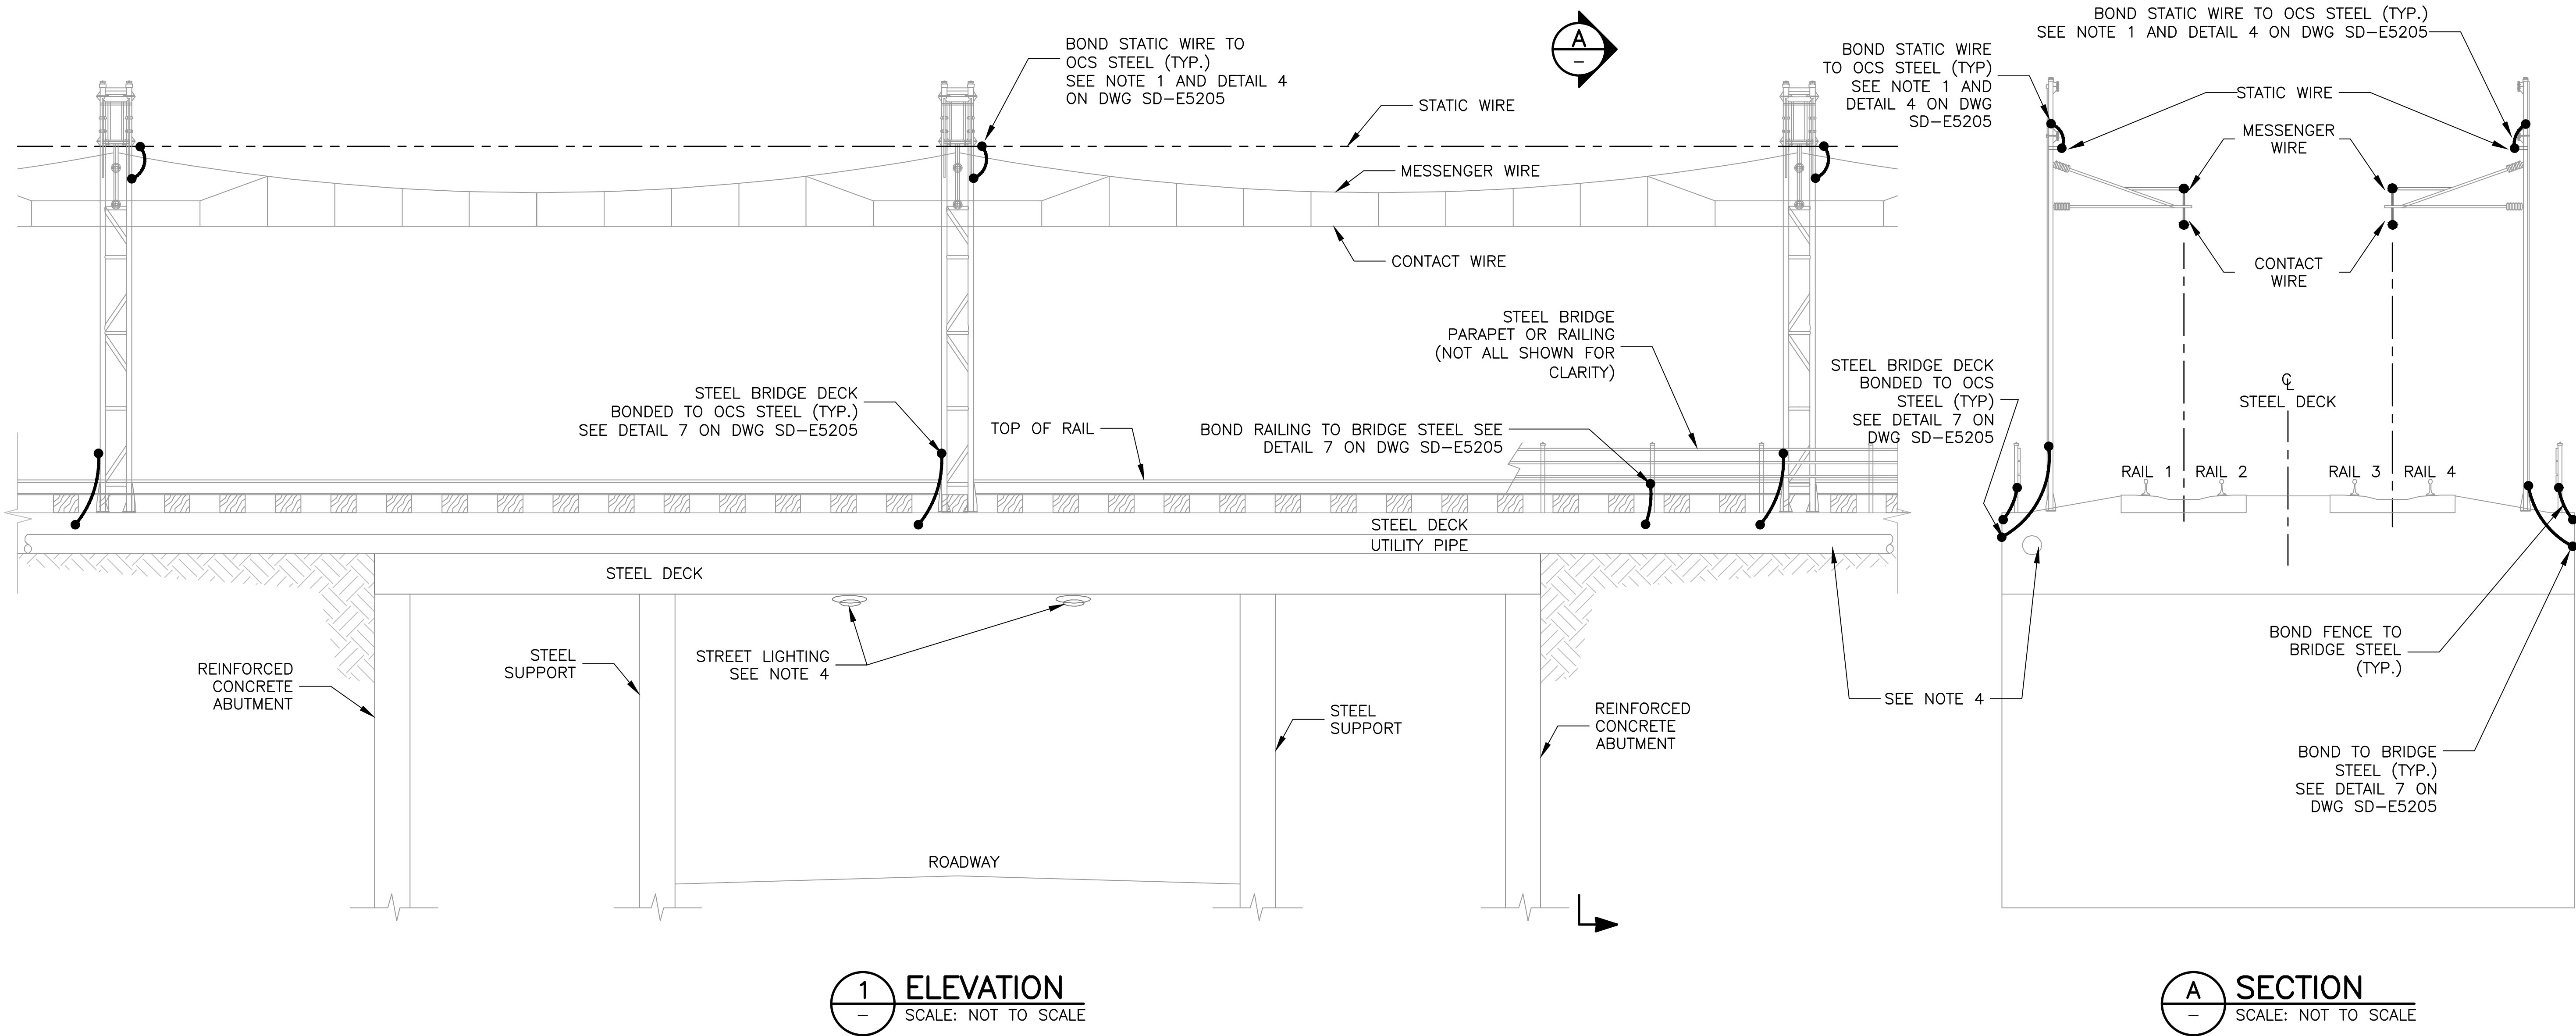 BOND STATIC WIRE TO
OCS STEEL (TYP.)
SEE NOTE 1 AND DETAIL 4
ON DWG SD-E5205
STATIC WIRE
MESSENGER WIRE
CONTACT WIRE
A
-
STEEL BRIDGE
PARAPET OR RAILING
(NOT ALL SHOWN FOR
CLARITY)
STEEL BRIDGE DECK
BONDED TO OCS STEEL (TYP.)
SEE DETAIL 7 ON DWG SD-E5205
TOP OF RAIL
BOND RAILING TO BRIDGE STEEL SEE
DETAIL 7 ON DWG SD-E5205
STEEL DECK
UTILITY PIPE
STEEL DECK
REINFORCED
CONCRETE
ABUTMENT
STEEL
SUPPORT
STREET LIGHTING
SEE NOTE 4
STEEL
SUPPORT
REINFORCED
CONCRETE
ABUTMENT
SEE NOTE 4
ROADWAY
1
-
ELEVATION
SCALE: NOT TO SCALE
BOND STATIC WIRE TO OCS STEEL (TYP.)
SEE NOTE 1 AND DETAIL 4 ON DWG SD-E5205
BOND STATIC WIRE
TO OCS STEEL (TYP)
SEE NOTE 1 AND
DETAIL 4 ON DWG
SD-E5205
STATIC WIRE
MESSENGER
WIRE
CONTACT
WIRE
STEEL BRIDGE DECK
BONDED TO OCS
STEEL (TYP)
SEE DETAIL 7 ON
DWG SD-E5205
℄
STEEL DECK
RAIL 1 RAIL 2 RAIL 3 RAIL 4
BOND FENCE TO
BRIDGE STEEL
(TYP.)
BOND TO BRIDGE
STEEL (TYP.)
SEE DETAIL 7 ON
DWG SD-E5205
A
-
SECTION
SCALE: NOT TO SCALE